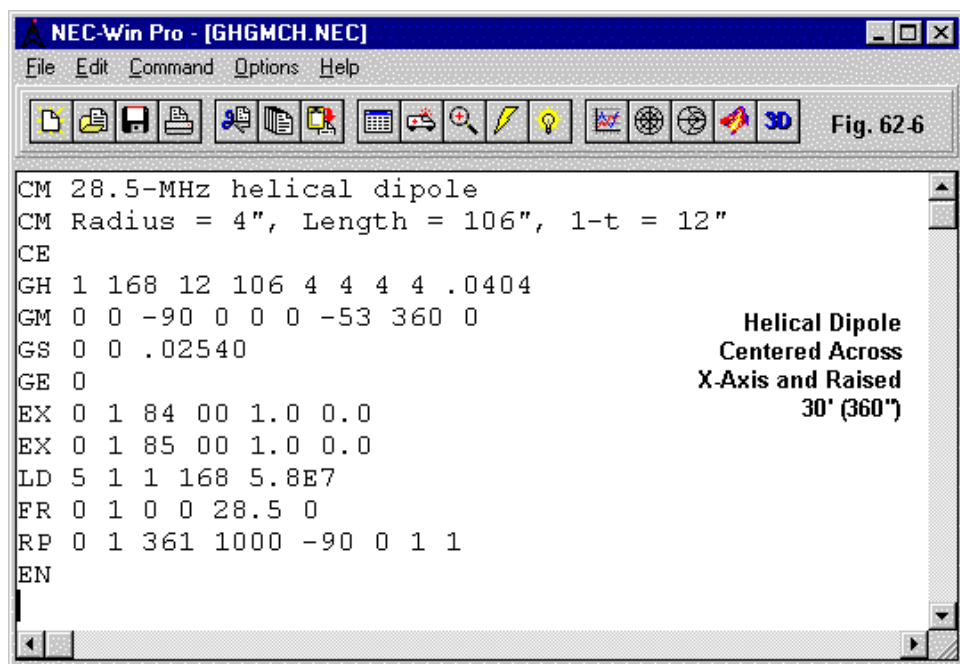 NEC-Win Pro - [GHGMCH.NEC]
File Edit Command Options Help
3D Fig. 62-6
CM 28.5-MHz helical dipole
CM Radius = 4", Length = 106", 1-t = 12"
CE
GH 1 168 12 106 4 4 4 4 .0404
GM 0 0 -90 0 0 0 -53 360 0
GS 0 0 .02540
GE 0
EX 0 1 84 00 1.0 0.0
EX 0 1 85 00 1.0 0.0
LD 5 1 1 168 5.8E7
FR 0 1 0 0 28.5 0
RP 0 1 361 1000 -90 0 1 1
EN
Helical Dipole
Centered Across
X-Axis and Raised
30' (360")